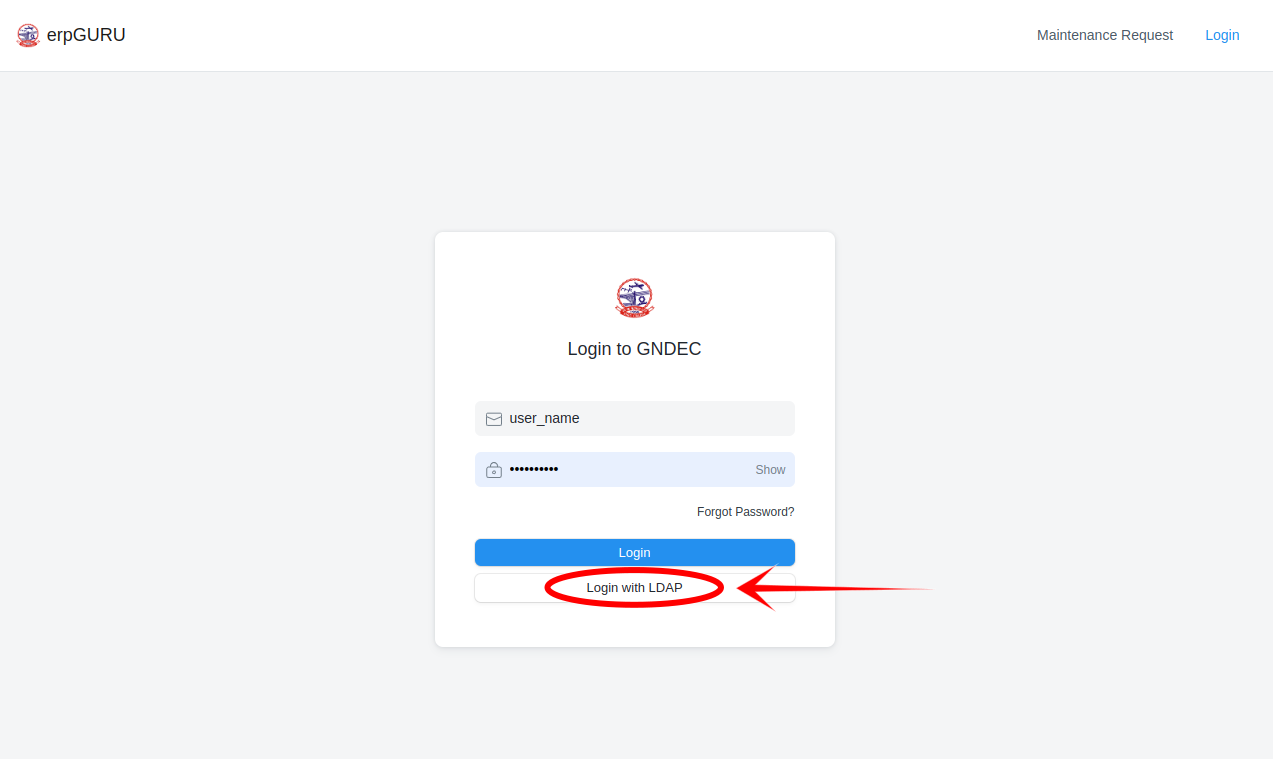 erpGURU
Maintenance Request
Login
Login to GNDEC
user_name
••••••••••
Show
Forgot Password?
Login
Login with LDAP